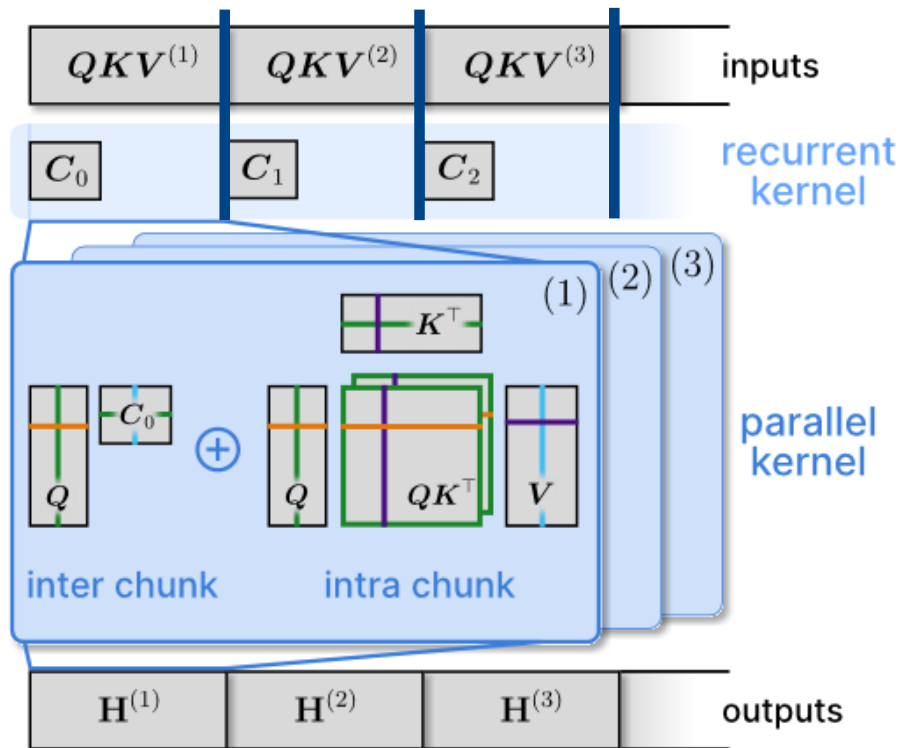 QKV⁽¹⁾ QKV⁽²⁾ QKV⁽³⁾ inputs
C₀ C₁ C₂ recurrent
kernel
(1) (2) (3)
K⊤
C₀
Q Q QK⊤ V
parallel
kernel
inter chunk intra chunk
H⁽¹⁾ H⁽²⁾ H⁽³⁾ outputs